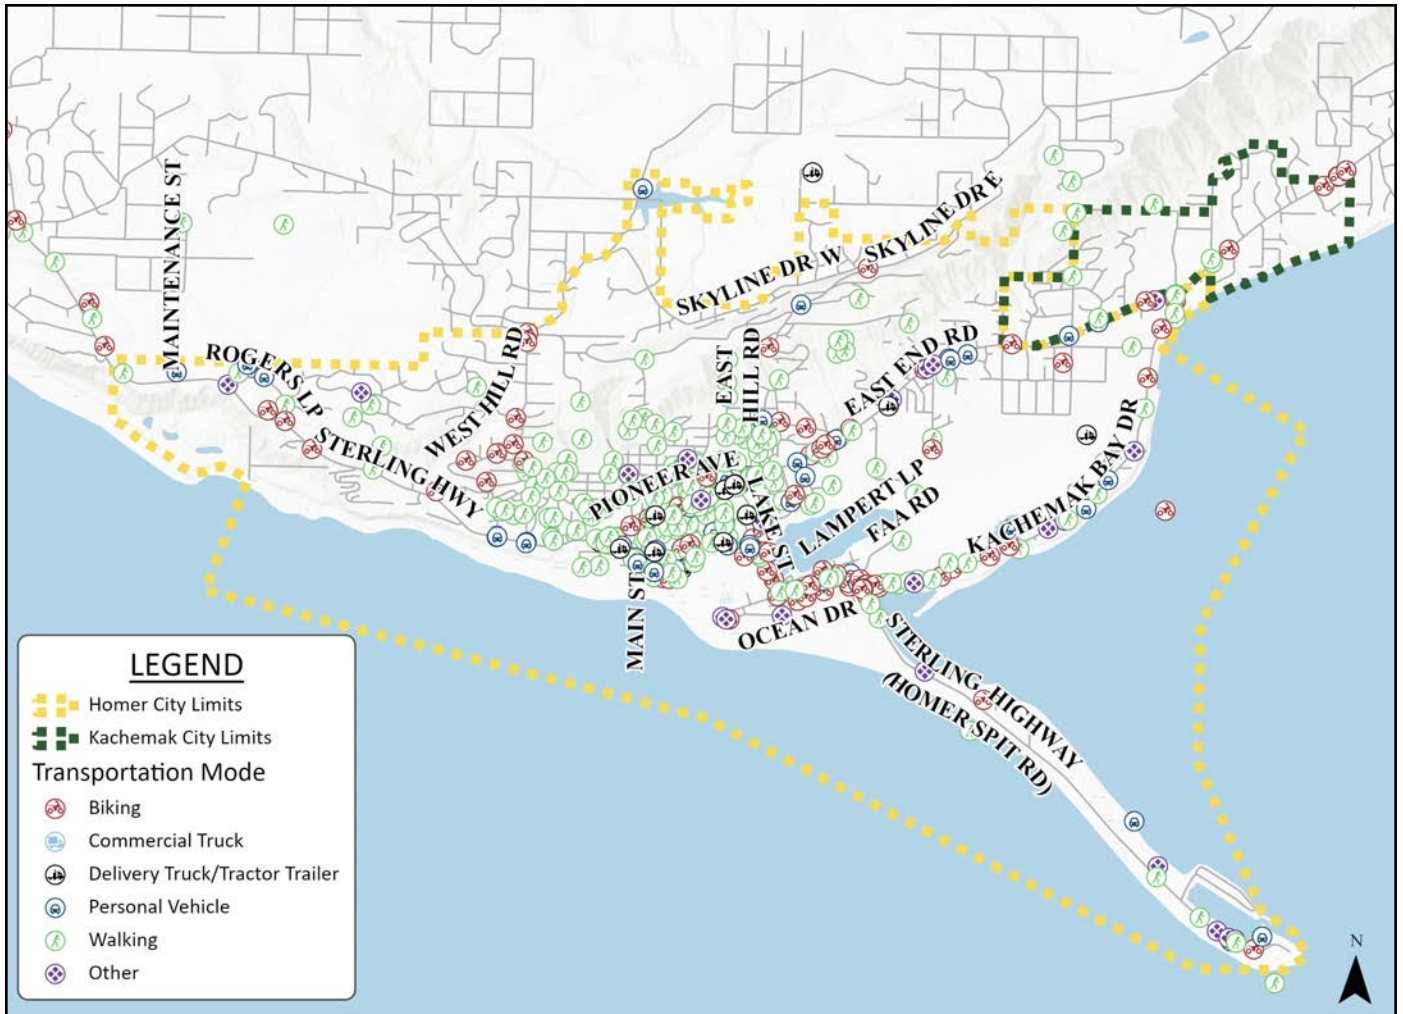 MAINTENANCE ST
SKYLINE DR E
SKYLINE DR W
ROGERS LP
WEST HILL RD
EAST
HILL RD
EAST END RD
STERLING HWY
PIONEER AVE
LAKE ST
LAMPERT LP
FAA RD
KACHEMAK BAY DR
MAIN ST
OCEAN DR
STERLING HIGHWAY
(HOMER SPIT RD)
LEGEND
Homer City Limits
Kachemak City Limits
Transportation Mode
Biking
Commercial Truck
Delivery Truck/Tractor Trailer
Personal Vehicle
Walking
Other
N